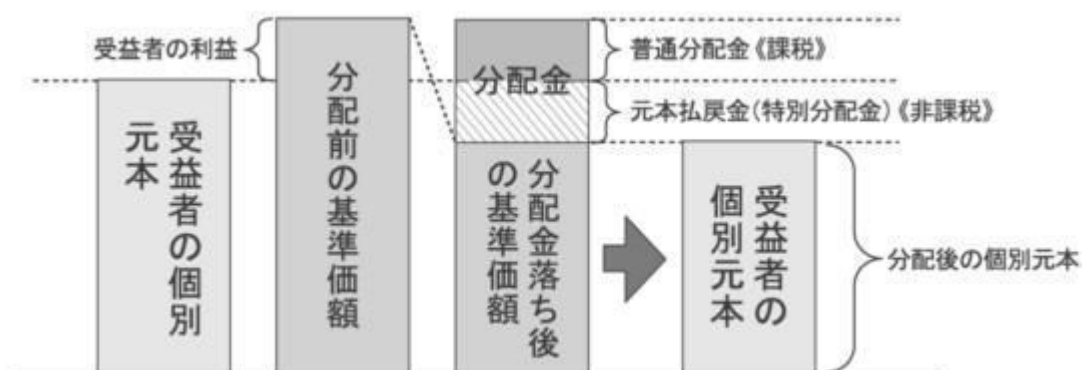 受益者の利益
受益者の個別
元本
分配前の基準価額
分配金
普通分配金《課税》
元本払戻金(特別分配金)《非課税》
分配金落ち後
の基準価額
受益者の
個別元本
分配後の個別元本